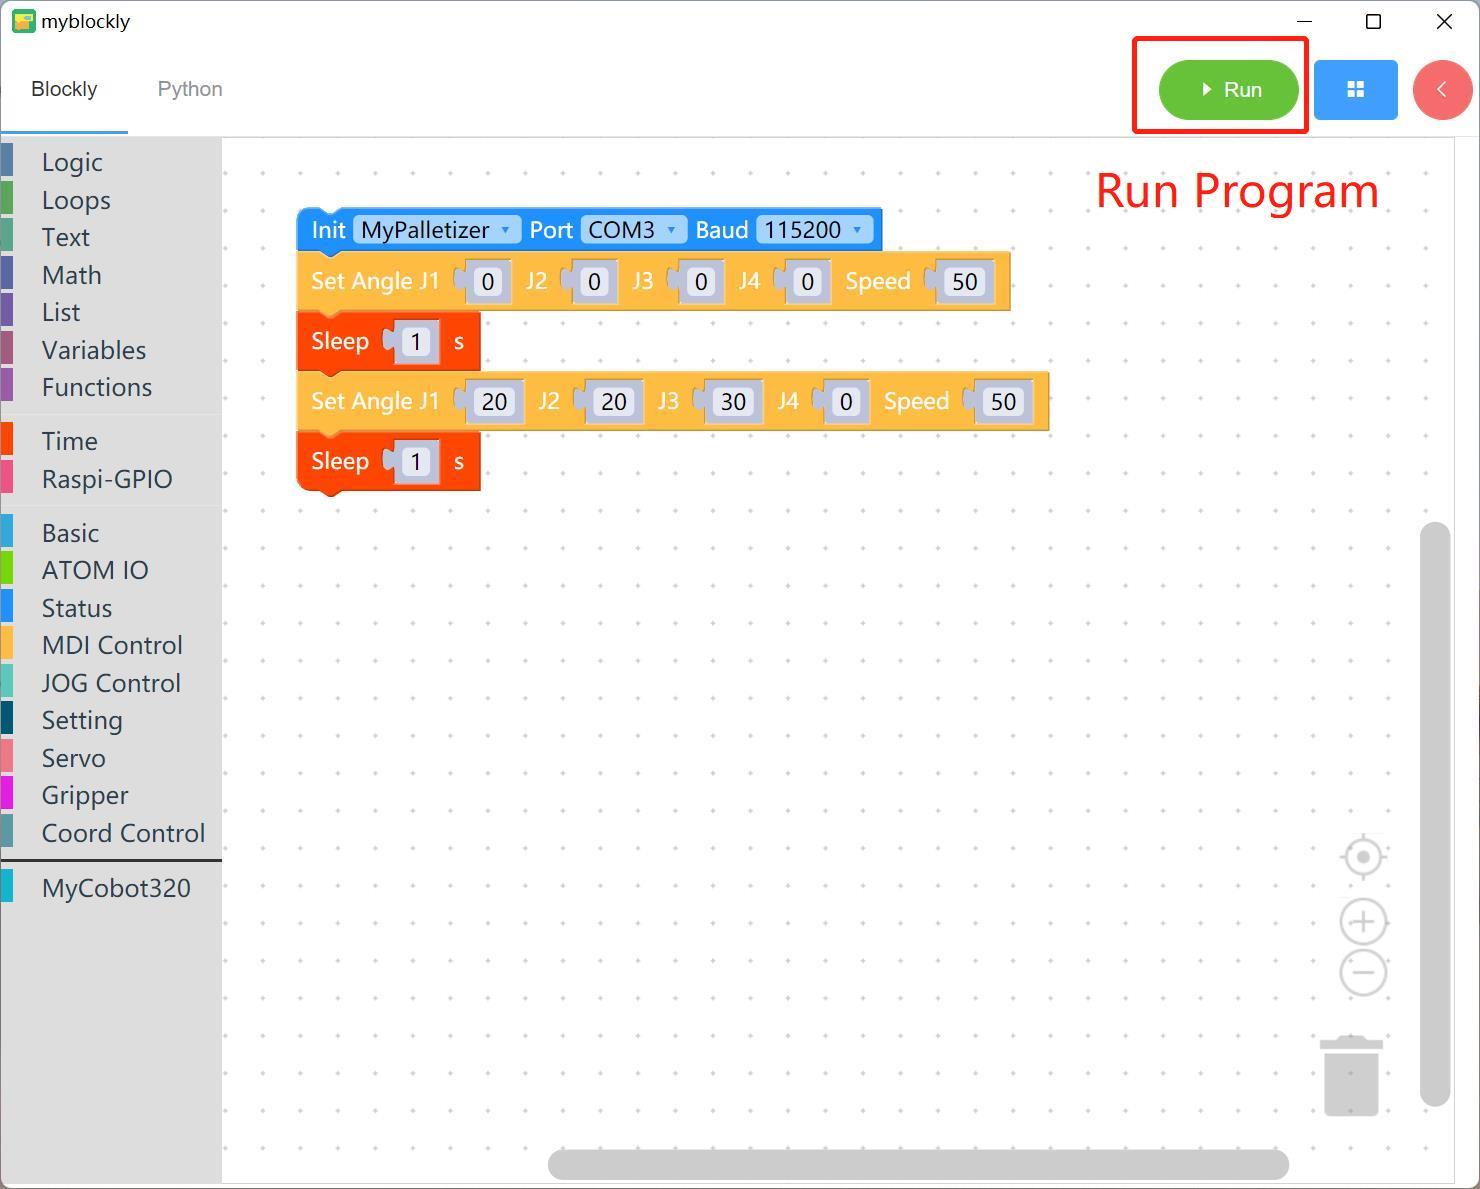 myblockly
Blockly Python Run
Run Program
Logic
Loops
Text
Math
List
Variables
Functions
Time
Raspi-GPIO
Basic
ATOM IO
Status
MDI Control
JOG Control
Setting
Servo
Gripper
Coord Control
MyCobot320
Init MyPalletizer Port COM3 Baud 115200
Set Angle J1 0 J2 0 J3 0 J4 0 Speed 50
Sleep 1 s
Set Angle J1 20 J2 20 J3 30 J4 0 Speed 50
Sleep 1 s